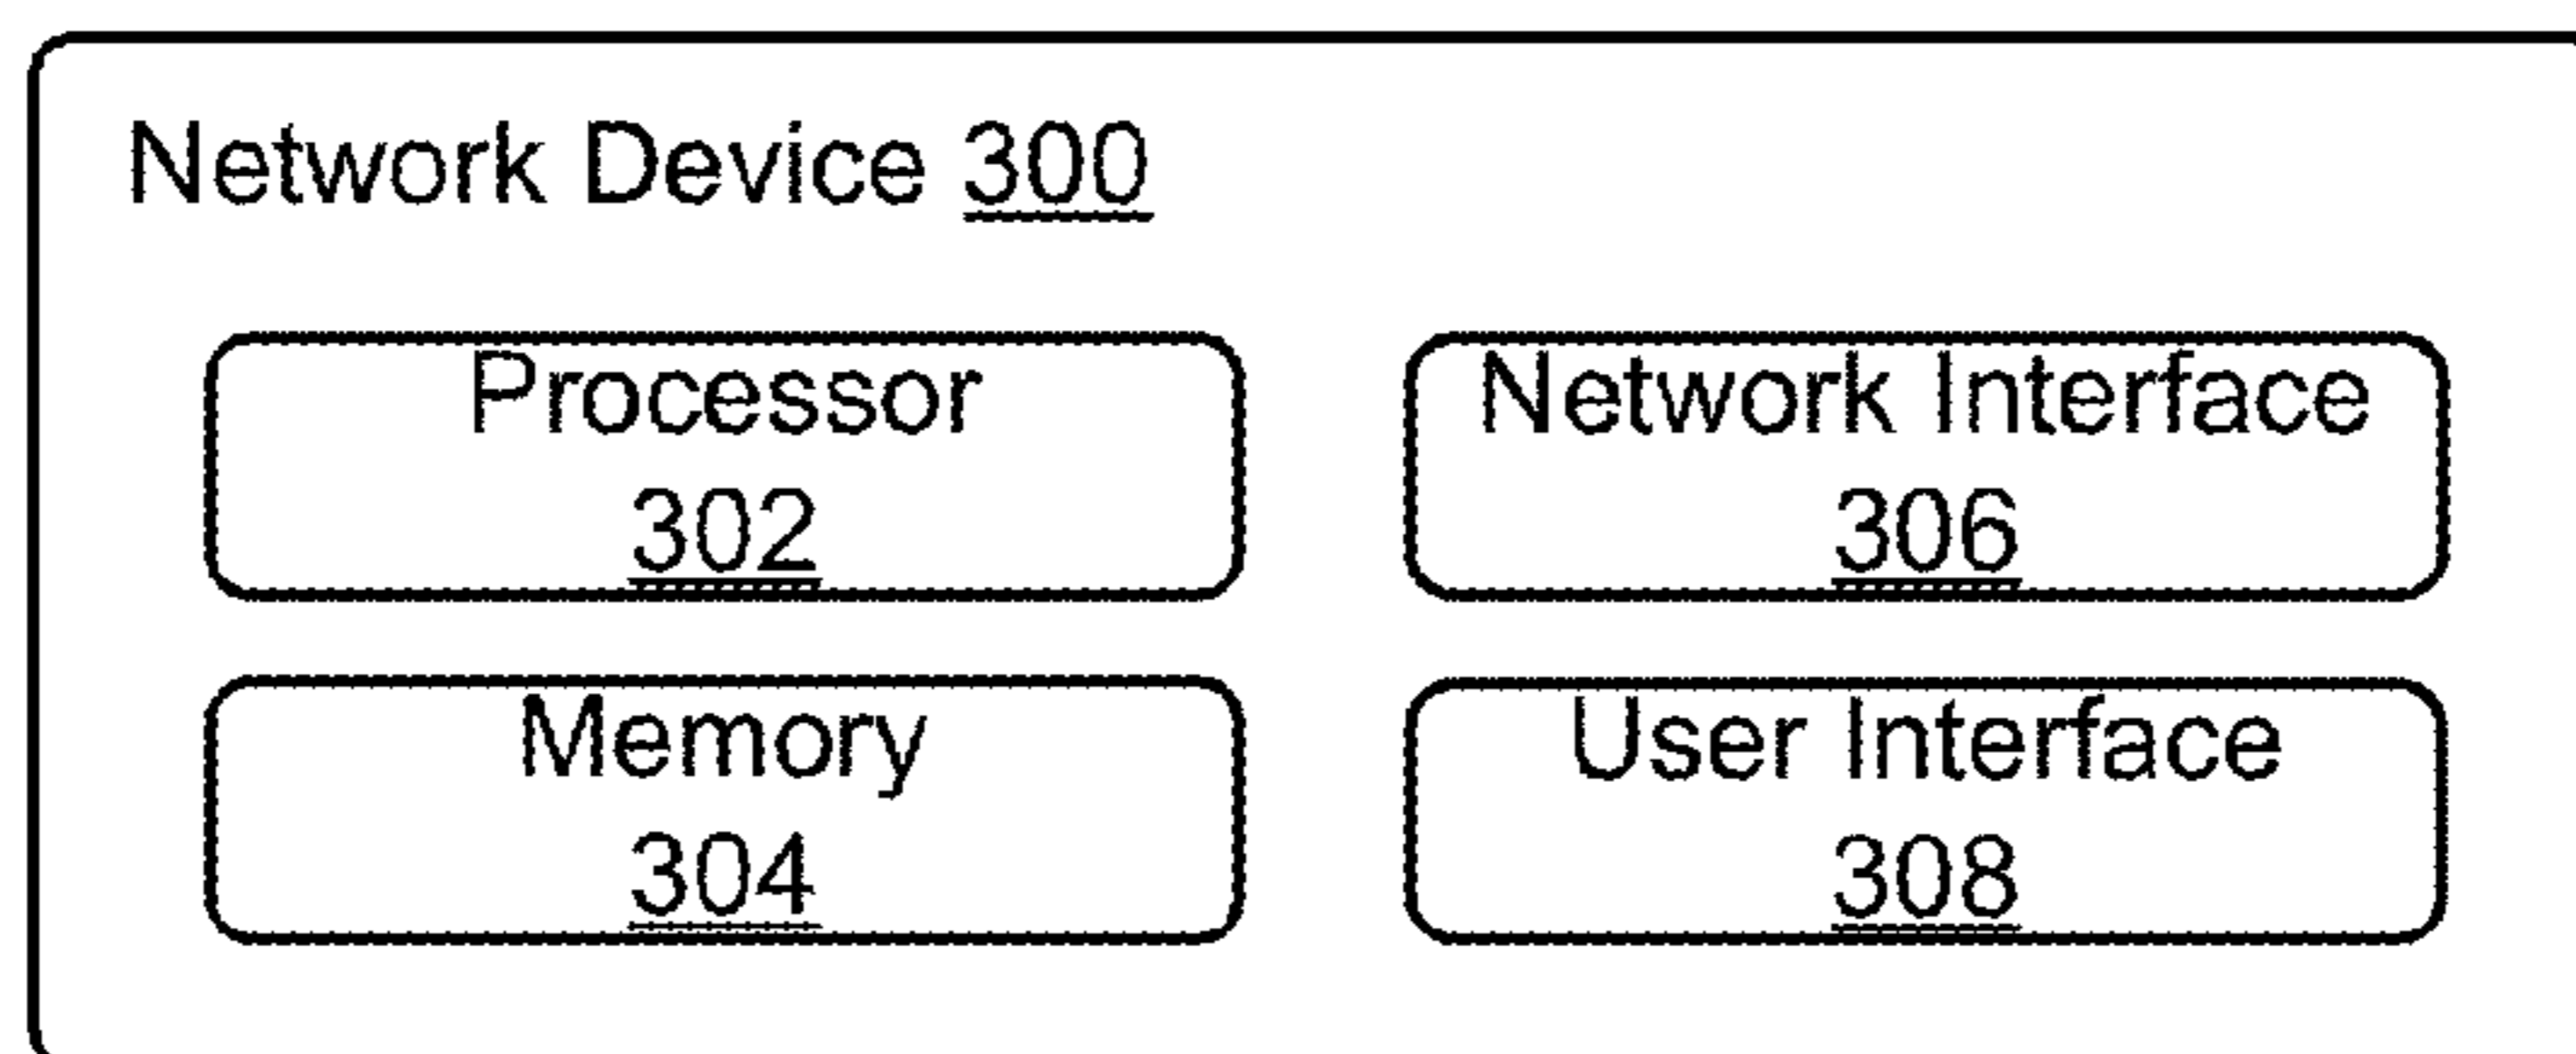 Network Device 300
Processor
302
Network Interface
306
Memory
304
User Interface
308